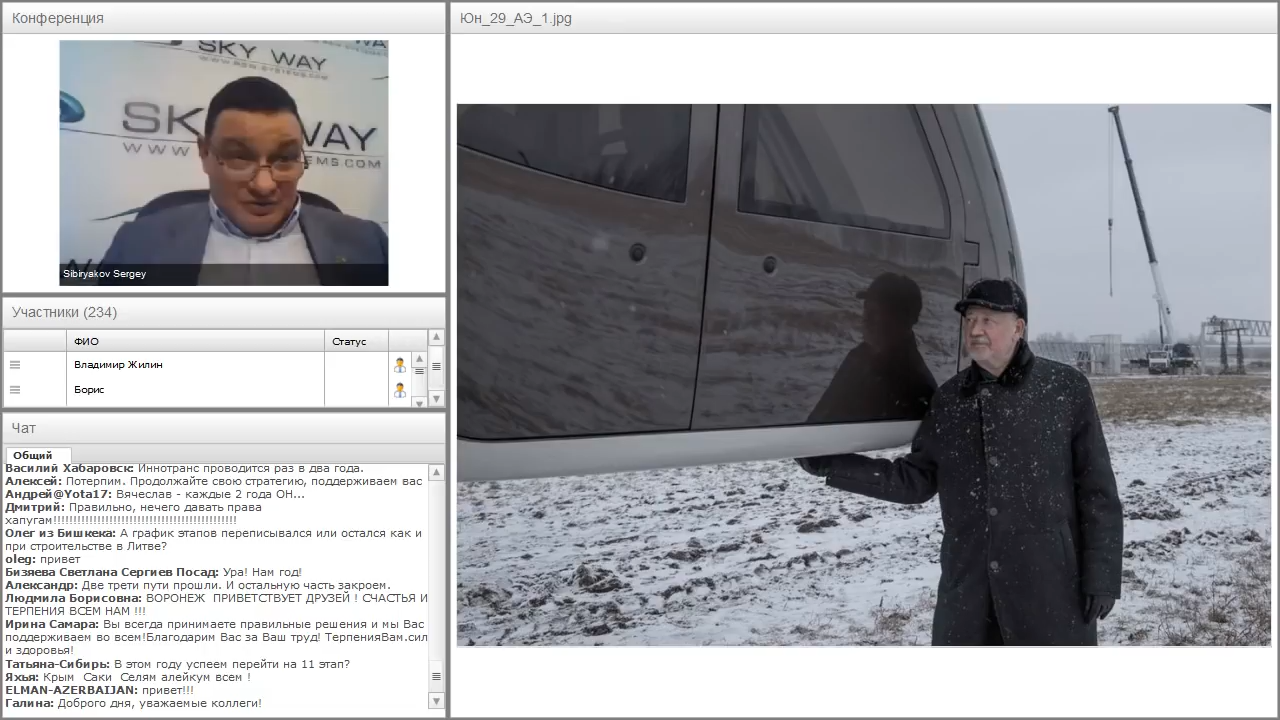 Конференция
SKY WAY
SKY WAY
Sibiryakov Sergey
Участники (234)
ФИО Статус
Владимир Жилин
Борис
Чат
Общий
Василий Хабаровск: Иннотранс проводится раз в два года.
Алексей: Потерпим. Продолжайте свою стратегию, поддерживаем вас
Андрей@Yota17: Вячеслав - каждые 2 года ОН...
Дмитрий: Правильно, нечего давать права
хапугам!!!!!!!!!!!!!!!!!!!!!!!!!!!!!!!!!!!!!!!!!!!!!!
Олег из Бишкека: А график этапов переписывался или остался как и
при строительстве в Литве?
oleg: привет
Бизяева Светлана Сергиев Посад: Ура! Нам год!
Александр: Две трети пути прошли. И остальную часть закроем.
Людмила Борисовна: ВОРОНЕЖ ПРИВЕТСТВУЕТ ДРУЗЕЙ ! СЧАСТЬЯ И
ТЕРПЕНИЯ ВСЕМ НАМ !!!
Ирина Самара: Вы всегда принимаете правильные решения и мы Вас
поддерживаем во всем!Благодарим Вас за Ваш труд! ТерпенияВам.сил
и здоровья!
Татьяна-Сибирь: В этом году успеем перейти на 11 этап?
Яхья: Крым Саки Селям алейкум всем !
ELMAN-AZERBAIJAN: привет!!!
Галина: Доброго дня, уважаемые коллеги!
Юн_29_АЭ_1.jpg